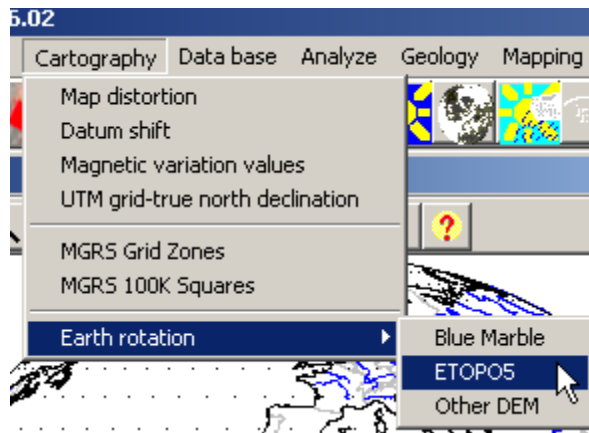 6.02
Cartography Data base Analyze Geology Mapping
Map distortion
Datum shift
Magnetic variation values
UTM grid-true north declination
?
MGRS Grid Zones
MGRS 100K Squares
Earth rotation
Blue Marble
ETOPO5
Other DEM